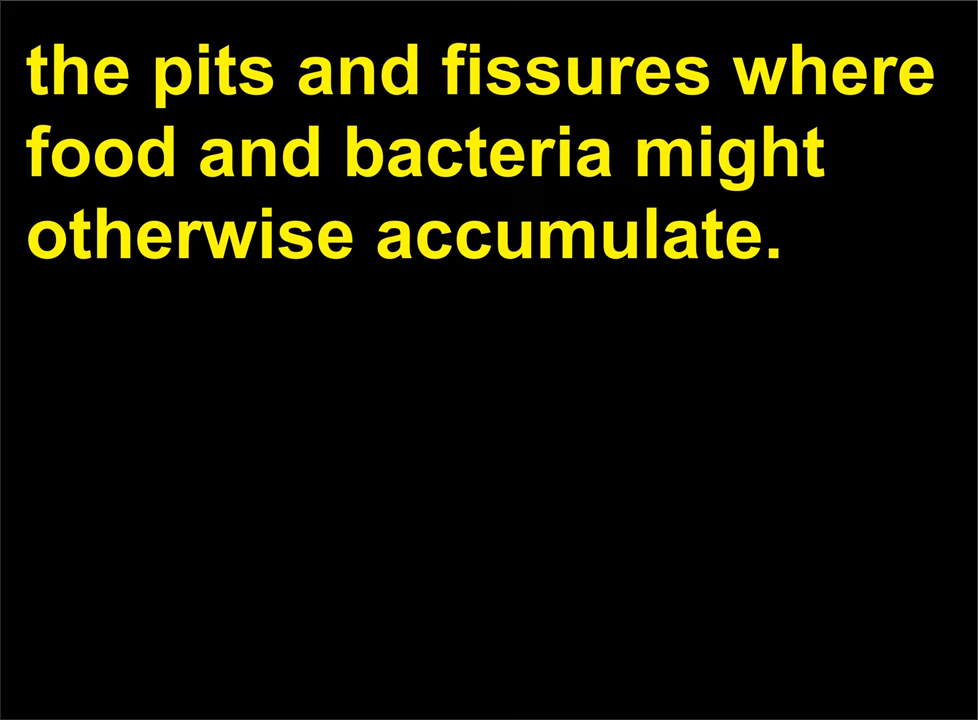 the pits and fissures where
food and bacteria might
otherwise accumulate.